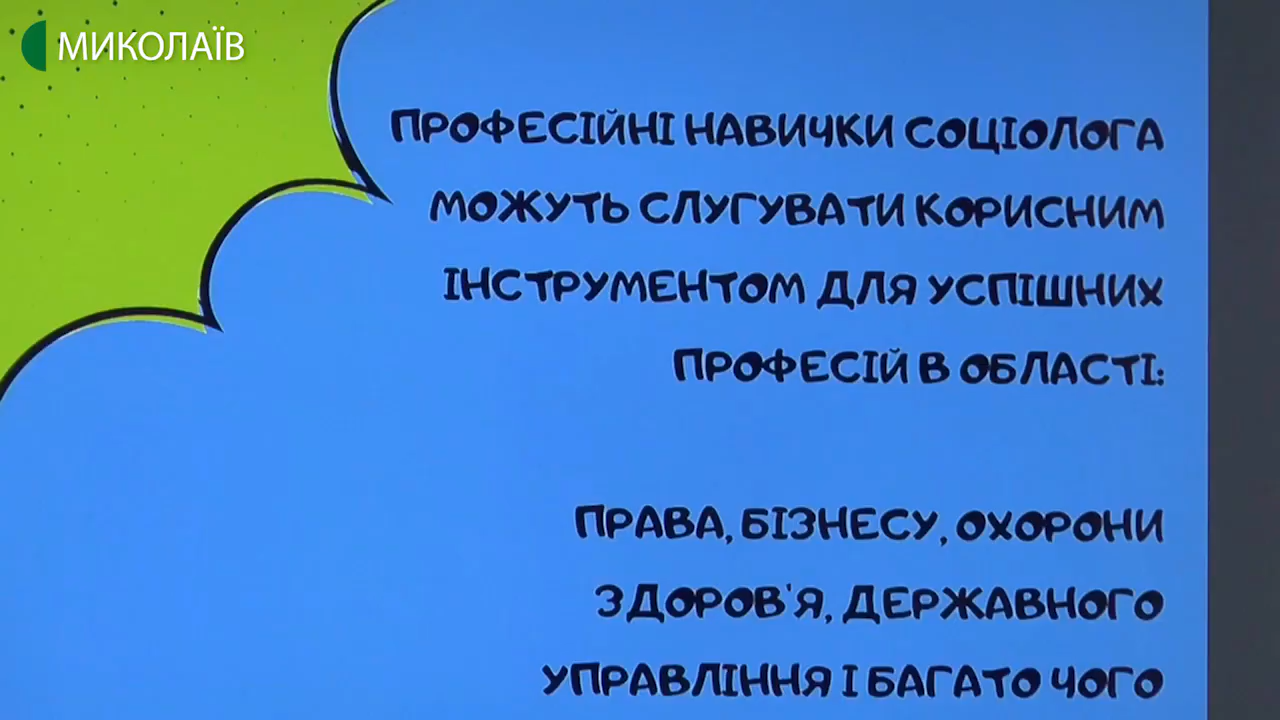 МИКОЛАЇВ
ПРОФЕСІЙНІ НАВИЧКИ СОЦІОЛОГА
МОЖУТЬ СЛУГУВАТИ КОРИСНИМ
ІНСТРУМЕНТОМ ДЛЯ УСПІШНИХ
ПРОФЕСІЙ В ОБЛАСТІ:
ПРАВА, БІЗНЕСУ, ОХОРОНИ
ЗДОРОВ'Я, ДЕРЖАВНОГО
УПРАВЛІННЯ І БАГАТО ЧОГО